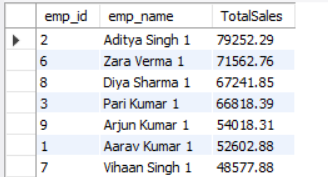 emp_id emp_name TotalSales
2 Aditya Singh 1 79252.29
6 Zara Verma 1 71562.76
8 Diya Sharma 1 67241.85
3 Pari Kumar 1 66818.39
9 Arjun Kumar 1 54018.31
1 Aarav Kumar 1 52602.88
7 Vihaan Singh 1 48577.88